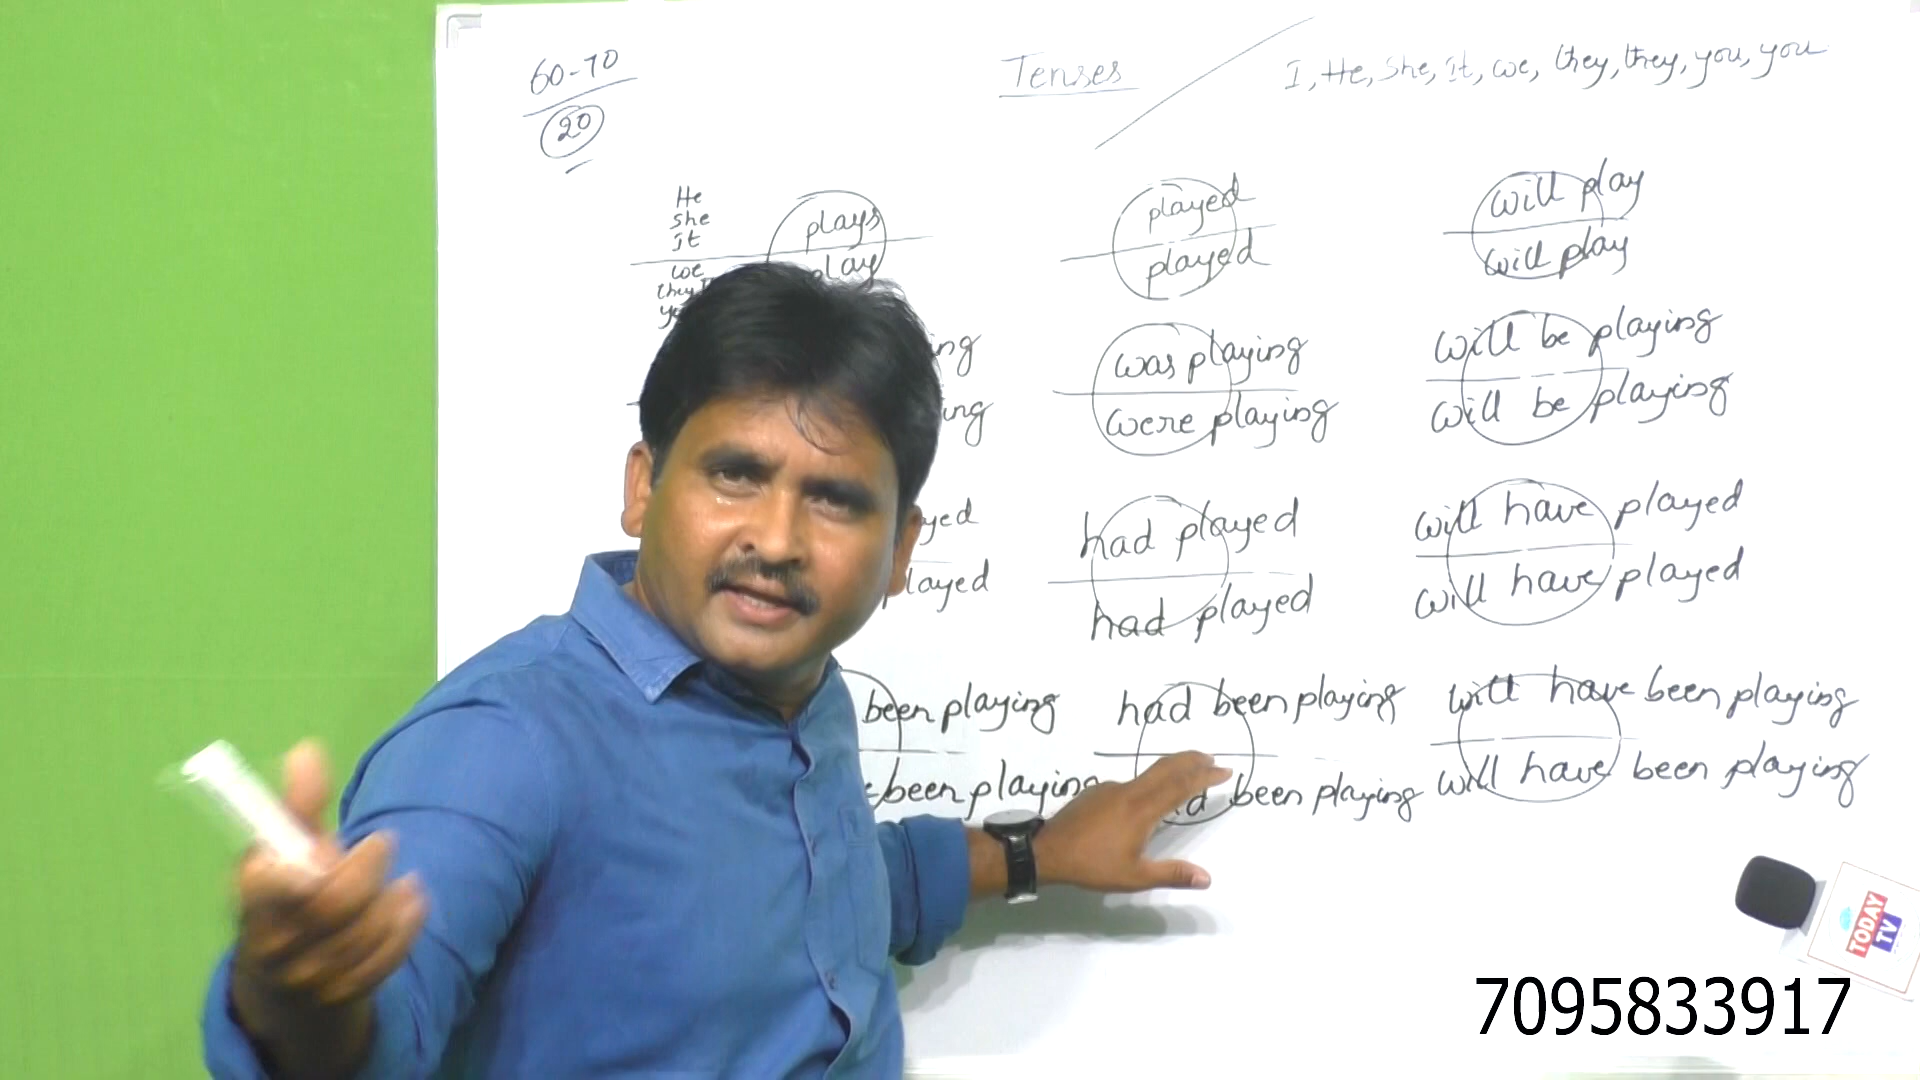 60-70
20
Tenses
I, He, She, It, we, they, they, you, you
He
She
It
we
plays
play
played
played
will play
will play
was playing
were playing
will be playing
will be playing
had played
had played
will have played
will have played
been playing
been playing
had been playing
been playing
will have been playing
will have been playing
TODAY
TV
7095833917